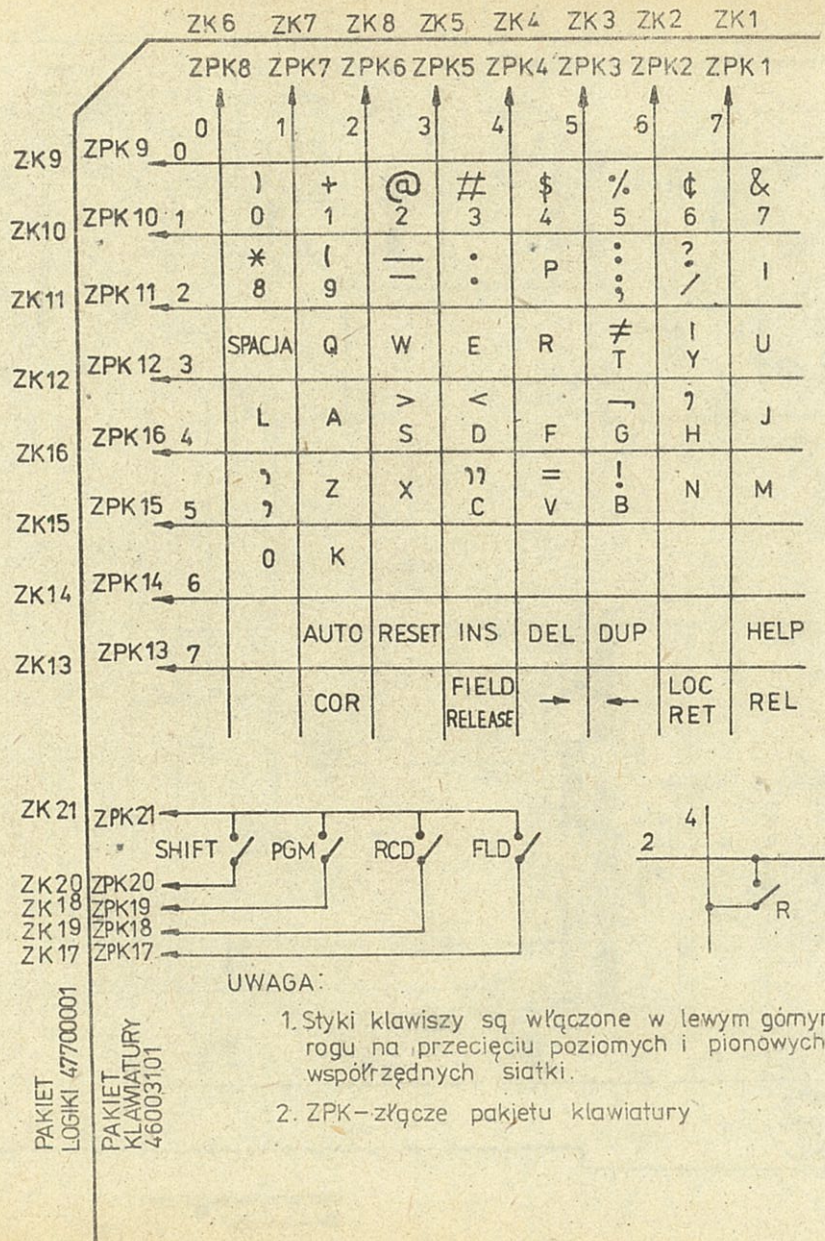 ZK6 ZK7 ZK8 ZK5 ZK4 ZK3 ZK2 ZK1
ZPK8 ZPK7 ZPK6 ZPK5 ZPK4 ZPK3 ZPK2 ZPK1
0 1 2 3 4 5 6 7
ZK9 ZPK9 0
) + @ # $ % ¢ &
0 1 2 3 4 5 6 7
ZK10 ZPK10 1
* ( — : P : ? I
8 9 — ; /
ZK11 ZPK11 2
SPACJA Q W E R ≠ T | Y U
ZK12 ZPK12 3
L A > S < D F ¬ G , H J
ZK16 ZPK16 4
, , Z X ,, C = V ! B N M
ZK15 ZPK15 5
0 K
ZK14 ZPK14 6
AUTO RESET INS DEL DUP HELP
ZK13 ZPK13 7
COR FIELD RELEASE → ← LOC RET REL
ZK21 ZPK21
SHIFT PGM RCD FLD
ZK20 ZPK20
ZK18 ZPK19
ZK19 ZPK18
ZK17 ZPK17
4
2
R
UWAGA:
1. Styki klawiszy są włączone w lewym górnym
rogu na przecięciu poziomych i pionowych
współrzędnych siatki.
2. ZPK-złącze pakietu klawiatury
PAKIET
LOGIKI 47700001
PAKIET
KLAWIATURY
46003101